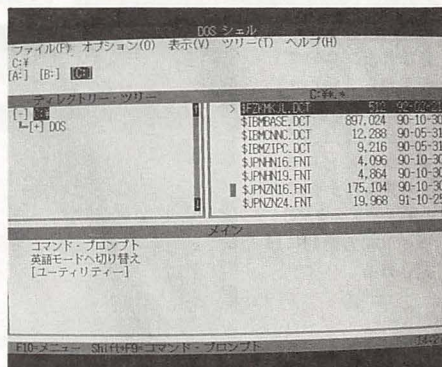 DOS シェル
ファイル(F) オプション(O) 表示(V) ツリー(T) ヘルプ(H)
C:¥
[A:] [B:] [C:]
ディレクトリー・ツリー
C:¥*.*
[-] C:¥
[+] DOS
512 92-02-
$IBMBASE.DCT 897,024 90-10-30
$IBMCNNC.DCT 12,288 90-05-31
$IBMZIPC.DCT 9,216 90-05-31
$JPNHN16.FNT 4,096 90-10-30
$JPNHN19.FNT 4,864 90-10-30
$JPNZN16.FNT 175,104 90-10-30
$JPNZN24.FNT 19,968 91-10-25
メイン
コマンド・プロンプト
英語モードへ切り替え
[ユーティリティー]
F10=メニュー Shift+F9=コマンド・プロンプト 14:2